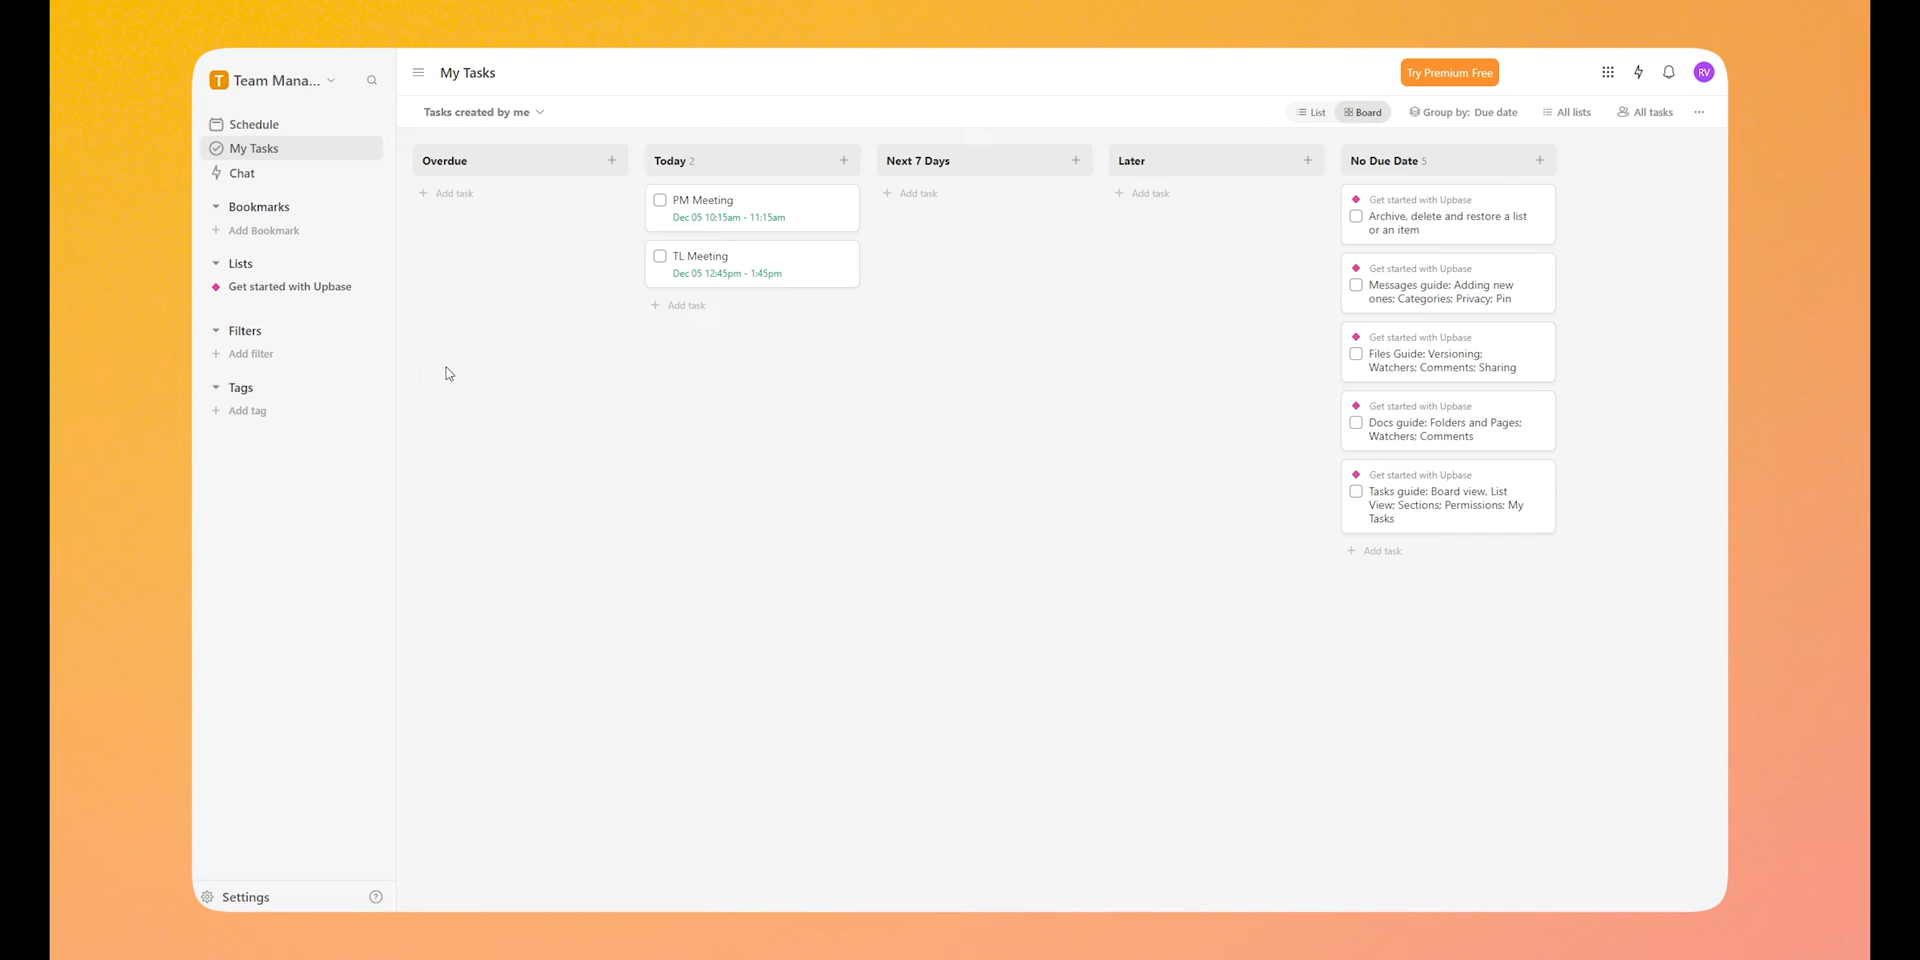 T Team Mana...
Schedule
My Tasks
Chat
Bookmarks
+ Add Bookmark
Lists
Get started with Upbase
Filters
+ Add filter
Tags
+ Add tag
Settings
?
My Tasks
Try Premium Free
RV
Tasks created by me
List
Board
Group by: Due date
All lists
All tasks
...
Overdue +
+ Add task
Today 2 +
PM Meeting
Dec 05 10:15am - 11:15am
TL Meeting
Dec 05 12:45pm - 1:45pm
+ Add task
Next 7 Days +
+ Add task
Later +
+ Add task
No Due Date 5 +
Get started with Upbase
Archive, delete and restore a list
or an item
Get started with Upbase
Messages guide: Adding new
ones; Categories; Privacy; Pin
Get started with Upbase
Files Guide: Versioning;
Watchers; Comments; Sharing
Get started with Upbase
Docs guide: Folders and Pages;
Watchers; Comments
Get started with Upbase
Tasks guide: Board view, List
View; Sections; Permissions; My
Tasks
+ Add task